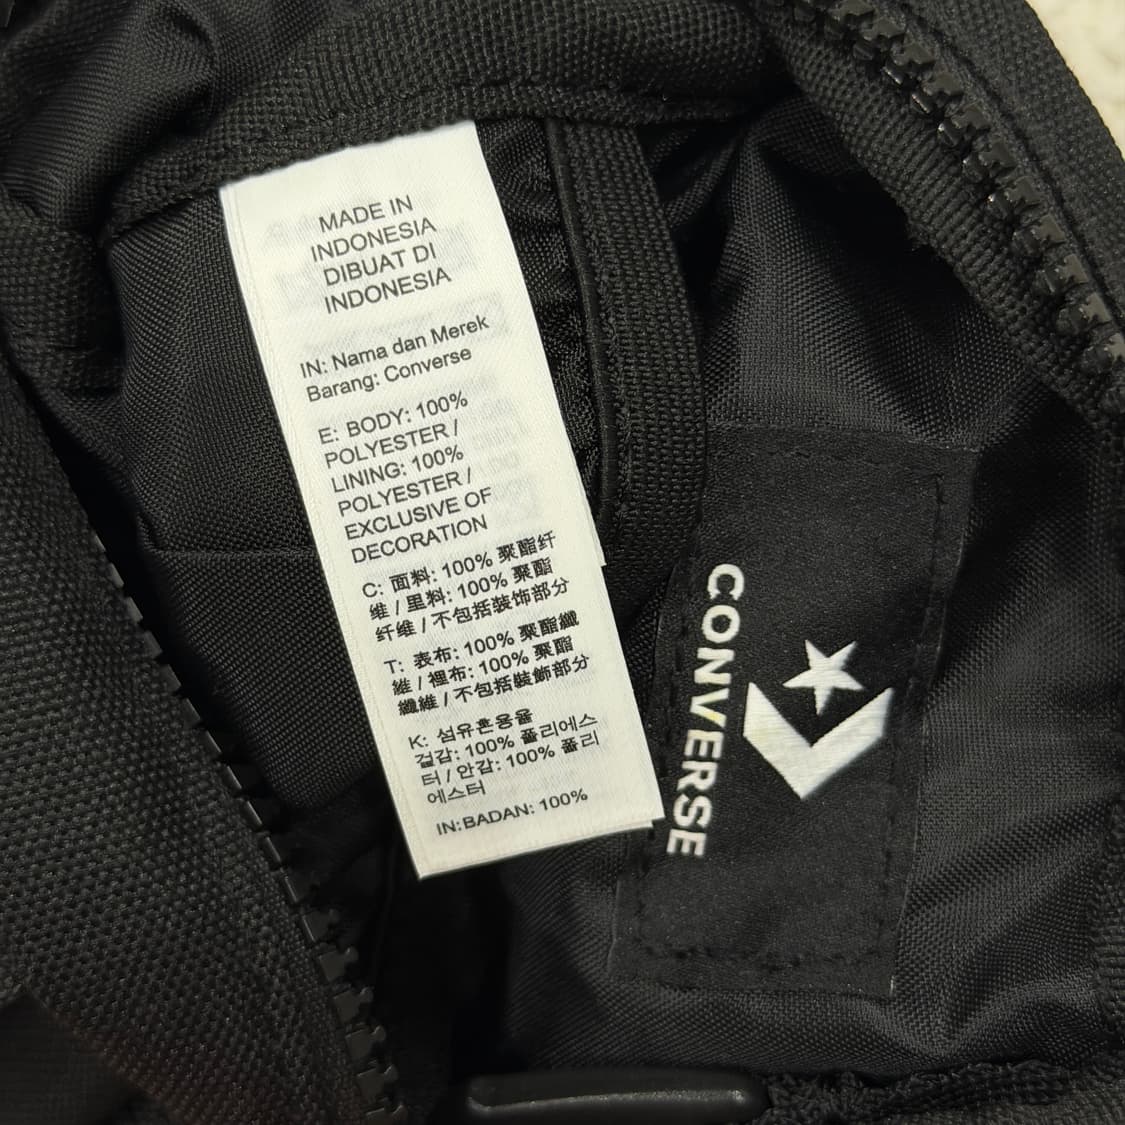 MADE IN
INDONESIA
DIBUAT DI
INDONESIA
IN: Nama dan Merek
Barang: Converse
E: BODY: 100%
POLYESTER /
LINING: 100%
POLYESTER /
EXCLUSIVE OF
DECORATION
C: 面料: 100% 聚酯纤
维 / 里料: 100% 聚酯
纤维 / 不包括装饰部分
T: 表布: 100% 聚酯纖
維 / 裡布: 100% 聚酯
纖維 / 不包括裝飾部分
K: 섬유혼용율
겉감: 100% 폴리에스
터 / 안감: 100% 폴리
에스터
IN:BADAN: 100%
CONVERSE